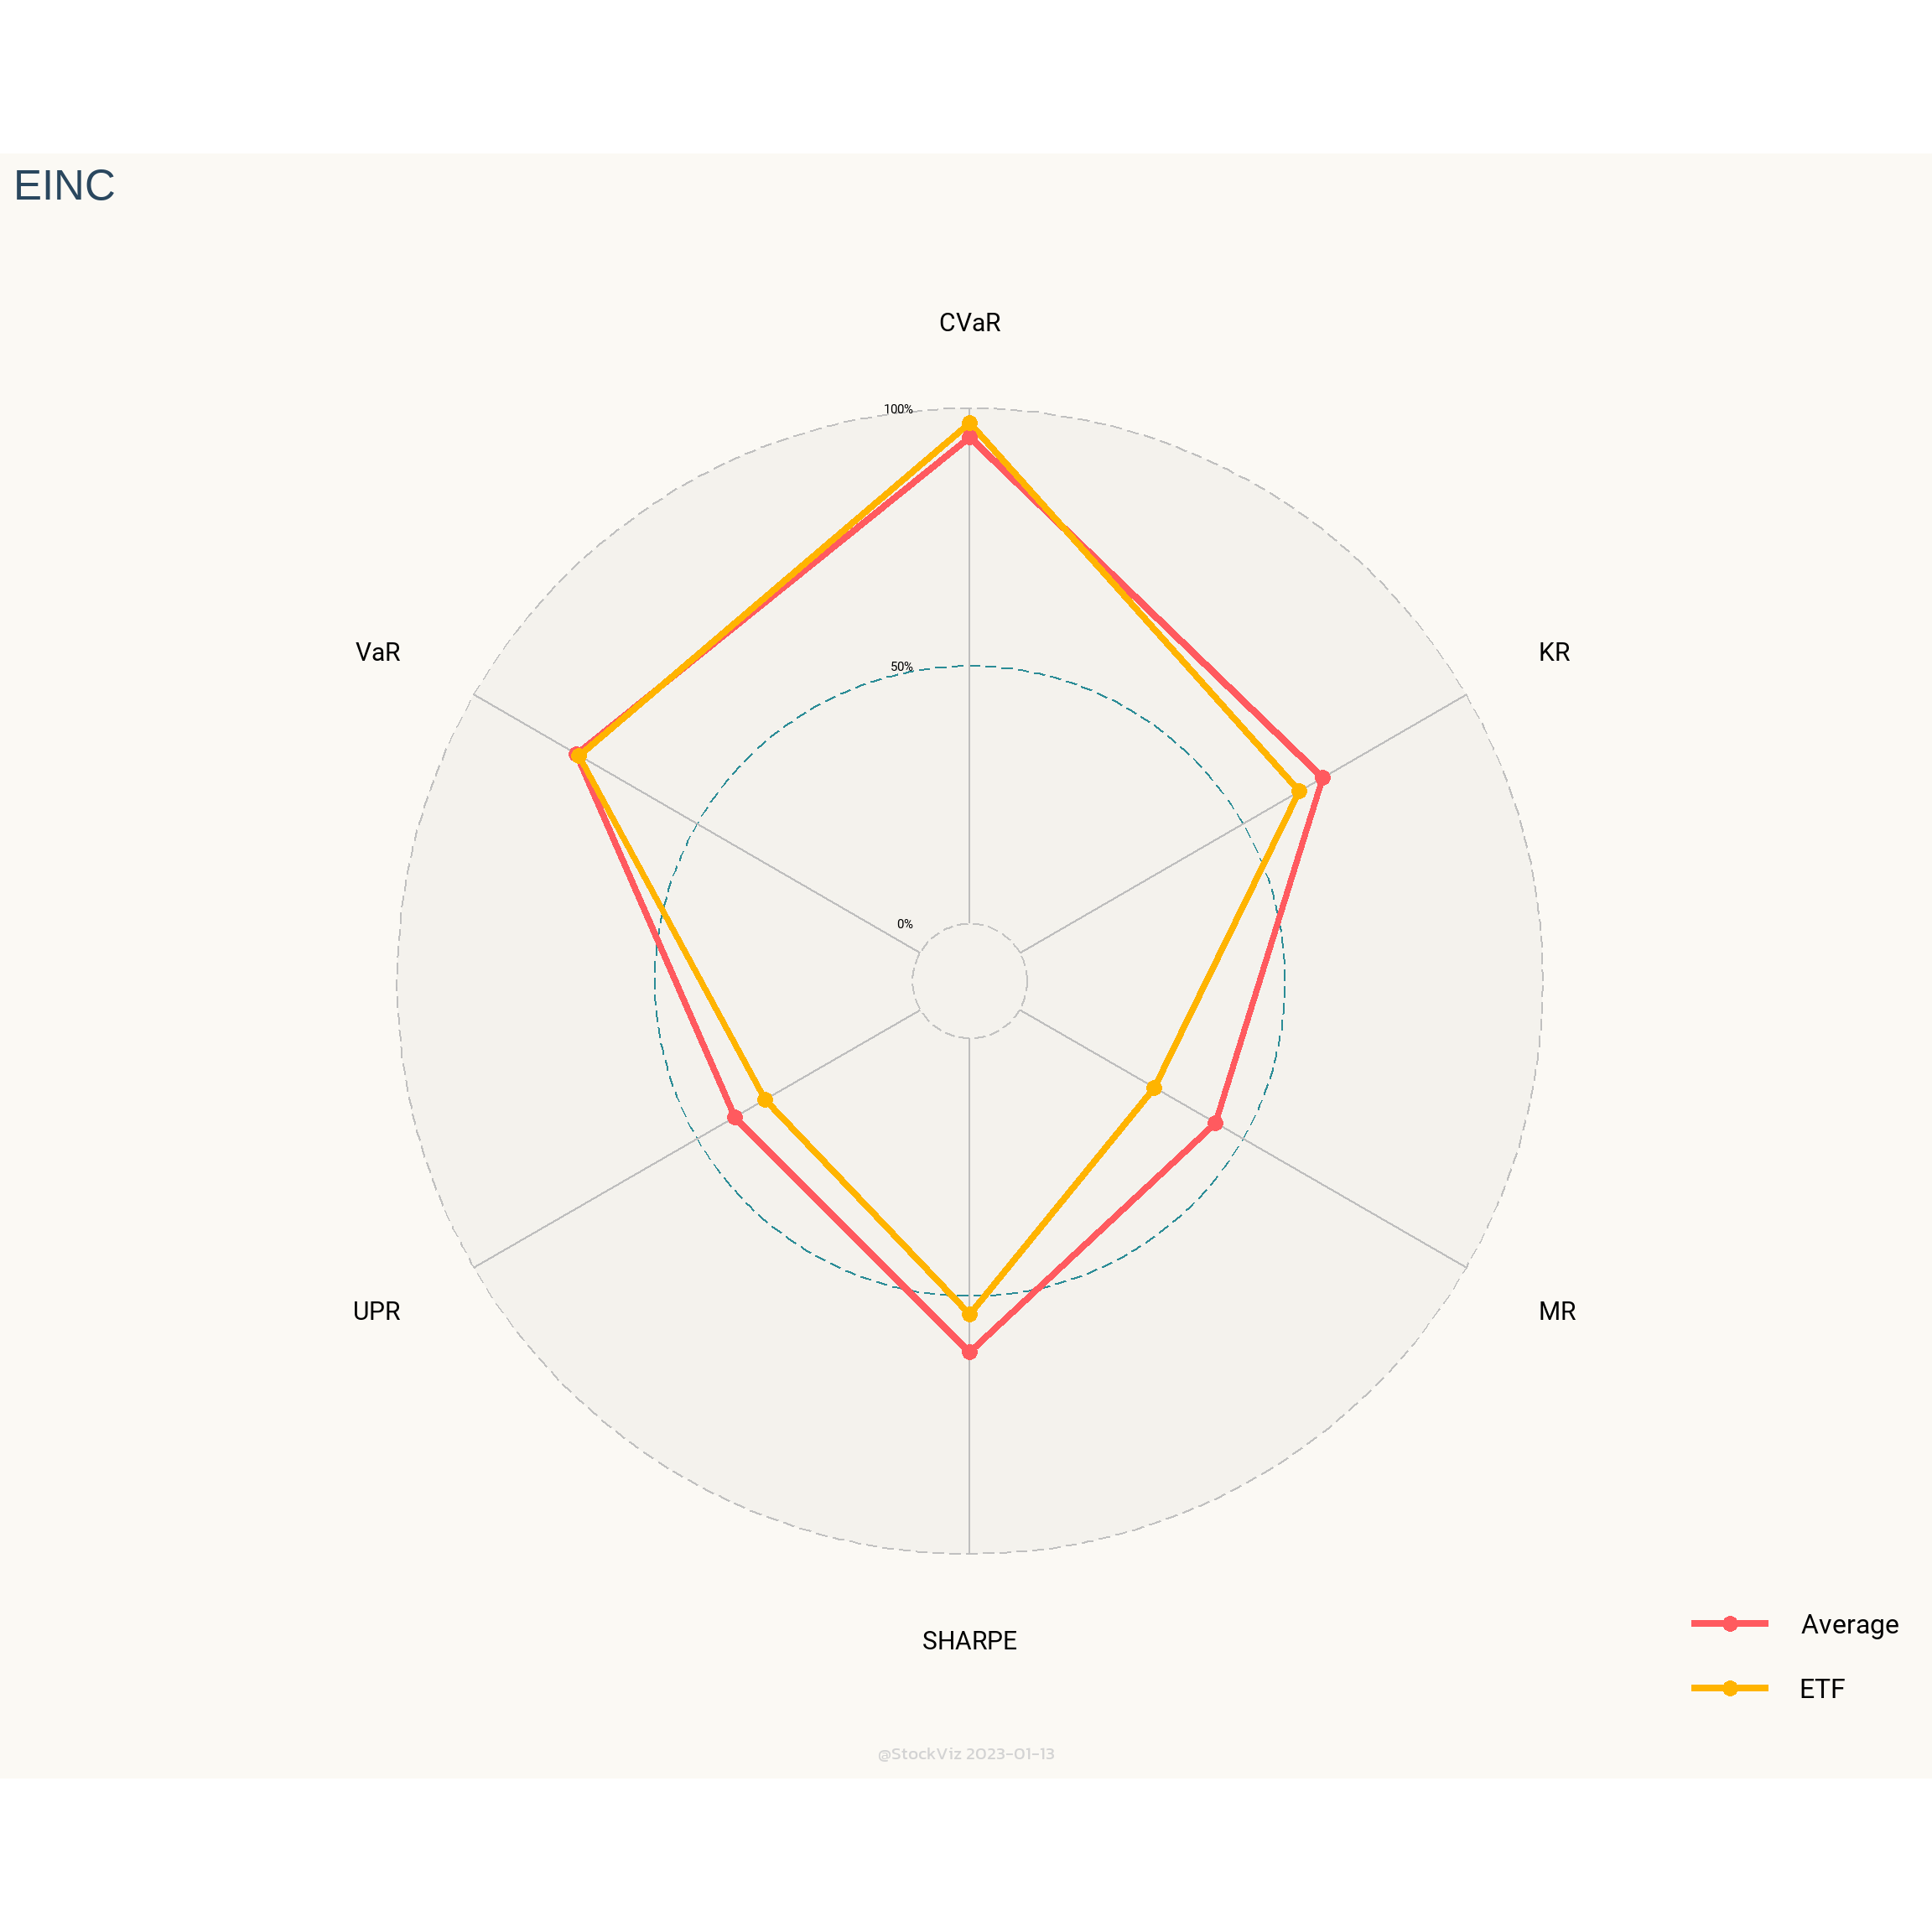 EINC
CVaR
100%
VaR
KR
50%
0%
UPR
MR
SHARPE
Average
ETF
@StockViz 2023-01-13